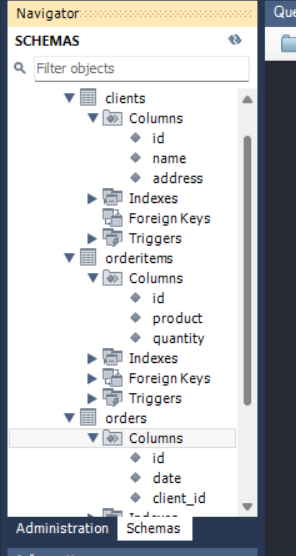 Navigator
Que
SCHEMAS
Filter objects
clients
Columns
id
name
address
Indexes
Foreign Keys
Triggers
orderitems
Columns
id
product
quantity
Indexes
Foreign Keys
Triggers
orders
Columns
id
date
client_id
Indexes
Administration Schemas